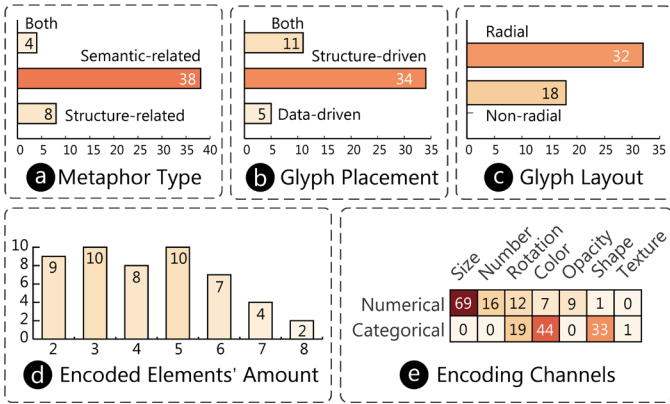 Both
4
Semantic-related
38
8 Structure-related
0 5 10 15 20 25 30 35 40
a Metaphor Type
Both
11
Structure-driven
34
5 Data-driven
0 5 10 15 20 25 30 35
b Glyph Placement
Radial
32
18
Non-radial
0 5 10 15 20 25 30 35
c Glyph Layout
10
8
6
4
2
0
9 10 8 10 7 4 2
2 3 4 5 6 7 8
d Encoded Elements' Amount
Size Number Rotation Color Opacity Shape Texture
Numerical 69 16 12 7 9 1 0
Categorical 0 0 19 44 0 33 1
e Encoding Channels